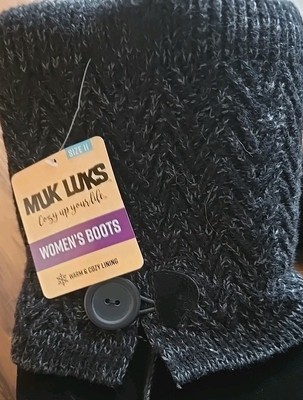 SIZE 11
MUK LUKS
Cozy up your life.
WOMEN'S BOOTS
WARM & COZY LINING